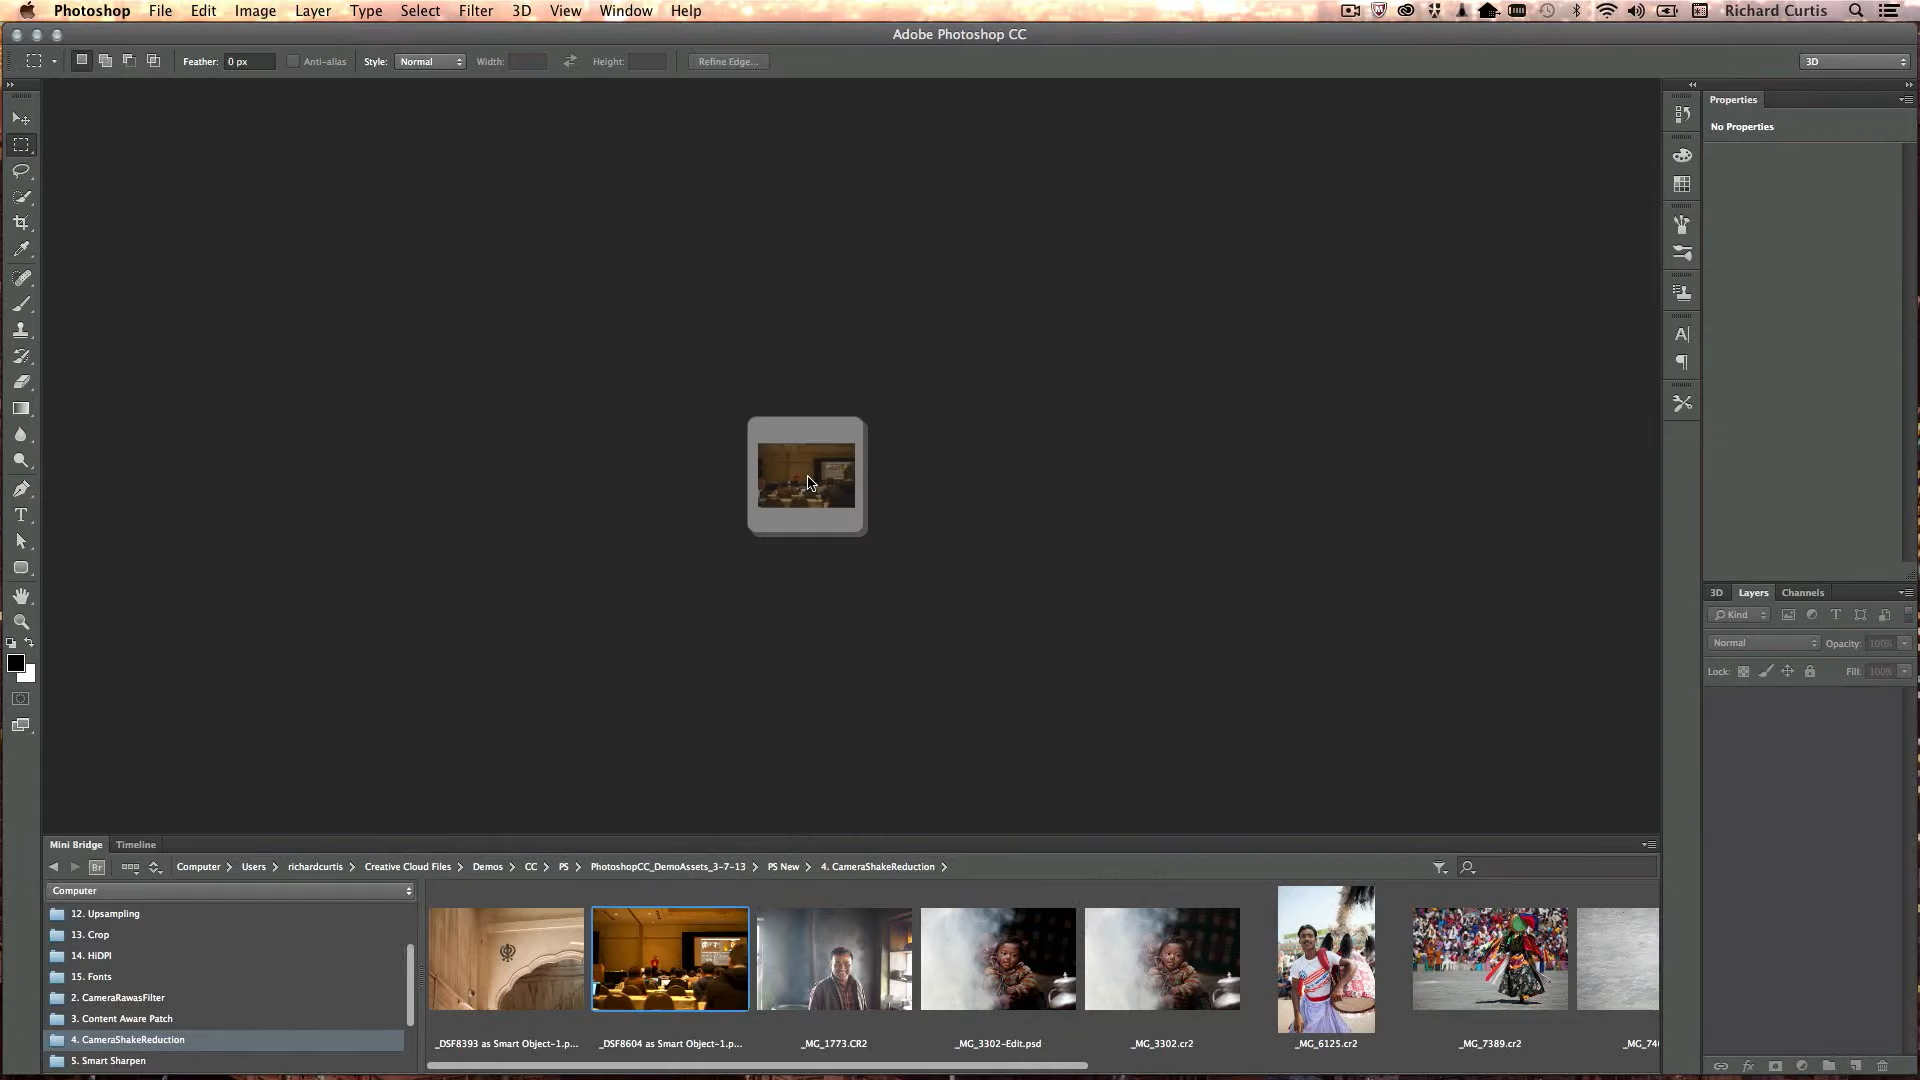 Photoshop File Edit Image Layer Type Select Filter 3D View Window Help Richard Curtis
Adobe Photoshop CC
Feather: 0 px Anti-alias Style: Normal Width: Height: Refine Edge... 3D
Properties
No Properties
3D Layers Channels
Kind
Normal Opacity: 100%
Lock: Fill: 100%
Mini Bridge Timeline
Br Computer Users richardcurtis Creative Cloud Files Demos CC PS PhotoshopCC_DemoAssets_3-7-13 PS New 4. CameraShakeReduction
Computer
12. Upsampling
13. Crop
14. HiDPI
15. Fonts
2. CameraRawasFilter
3. Content Aware Patch
4. CameraShakeReduction
5. Smart Sharpen
_DSF8393 as Smart Object-1.p... _DSF8604 as Smart Object-1.p... _MG_1773.CR2 _MG_3302-Edit.psd _MG_3302.cr2 _MG_6125.cr2 _MG_7389.cr2